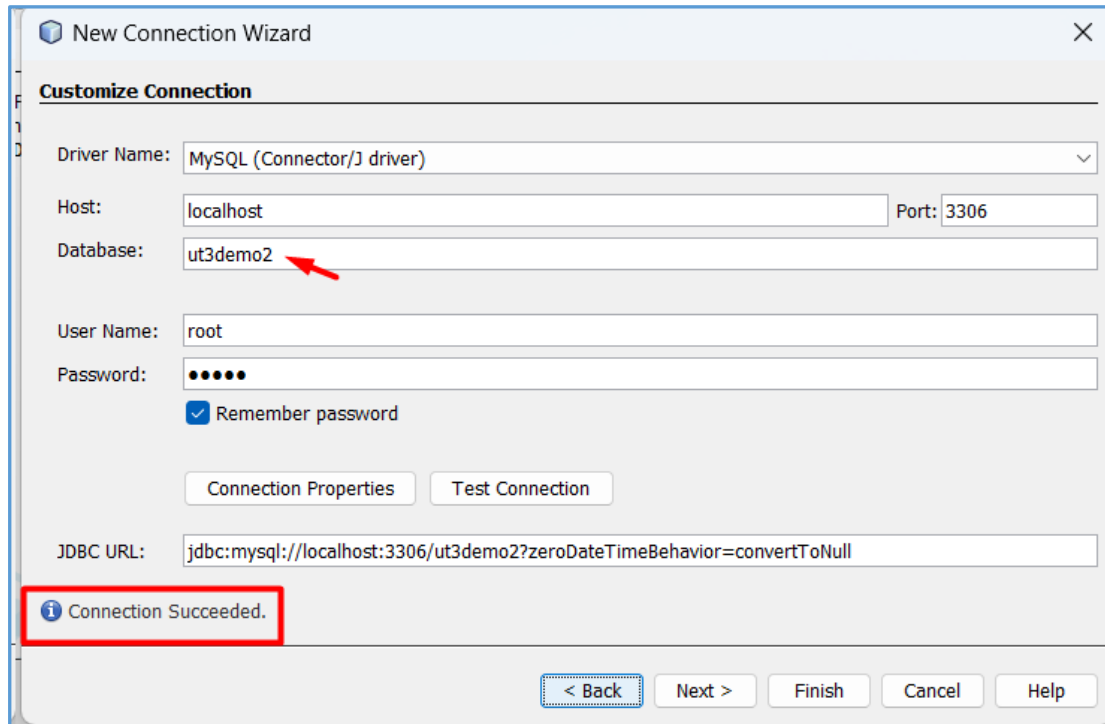 New Connection Wizard
Customize Connection
Driver Name: MySQL (Connector/J driver)
Host: localhost Port: 3306
Database: ut3demo2
User Name: root
Password: ●●●●●
Remember password
Connection Properties Test Connection
JDBC URL: jdbc:mysql://localhost:3306/ut3demo2?zeroDateTimeBehavior=convertToNull
Connection Succeeded.
< Back Next > Finish Cancel Help